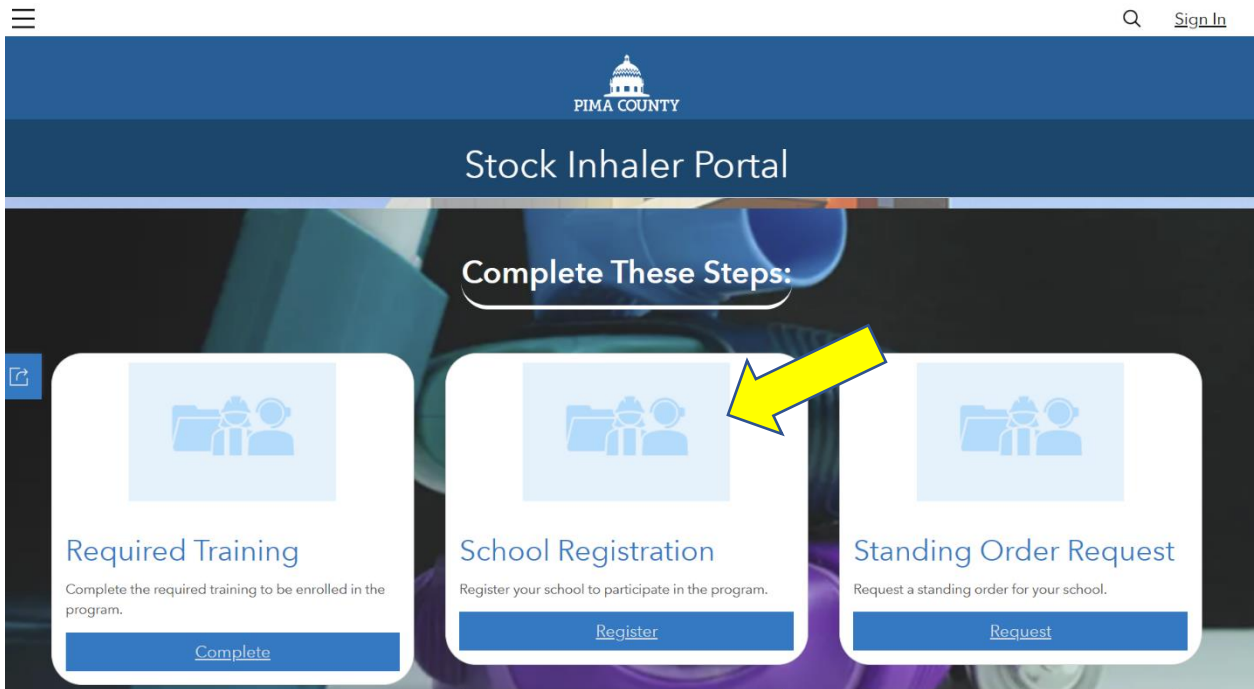 Sign In
PIMA COUNTY
Stock Inhaler Portal
Complete These Steps:
Required Training
Complete the required training to be enrolled in the
program.
Complete
School Registration
Register your school to participate in the program.
Register
Standing Order Request
Request a standing order for your school.
Request